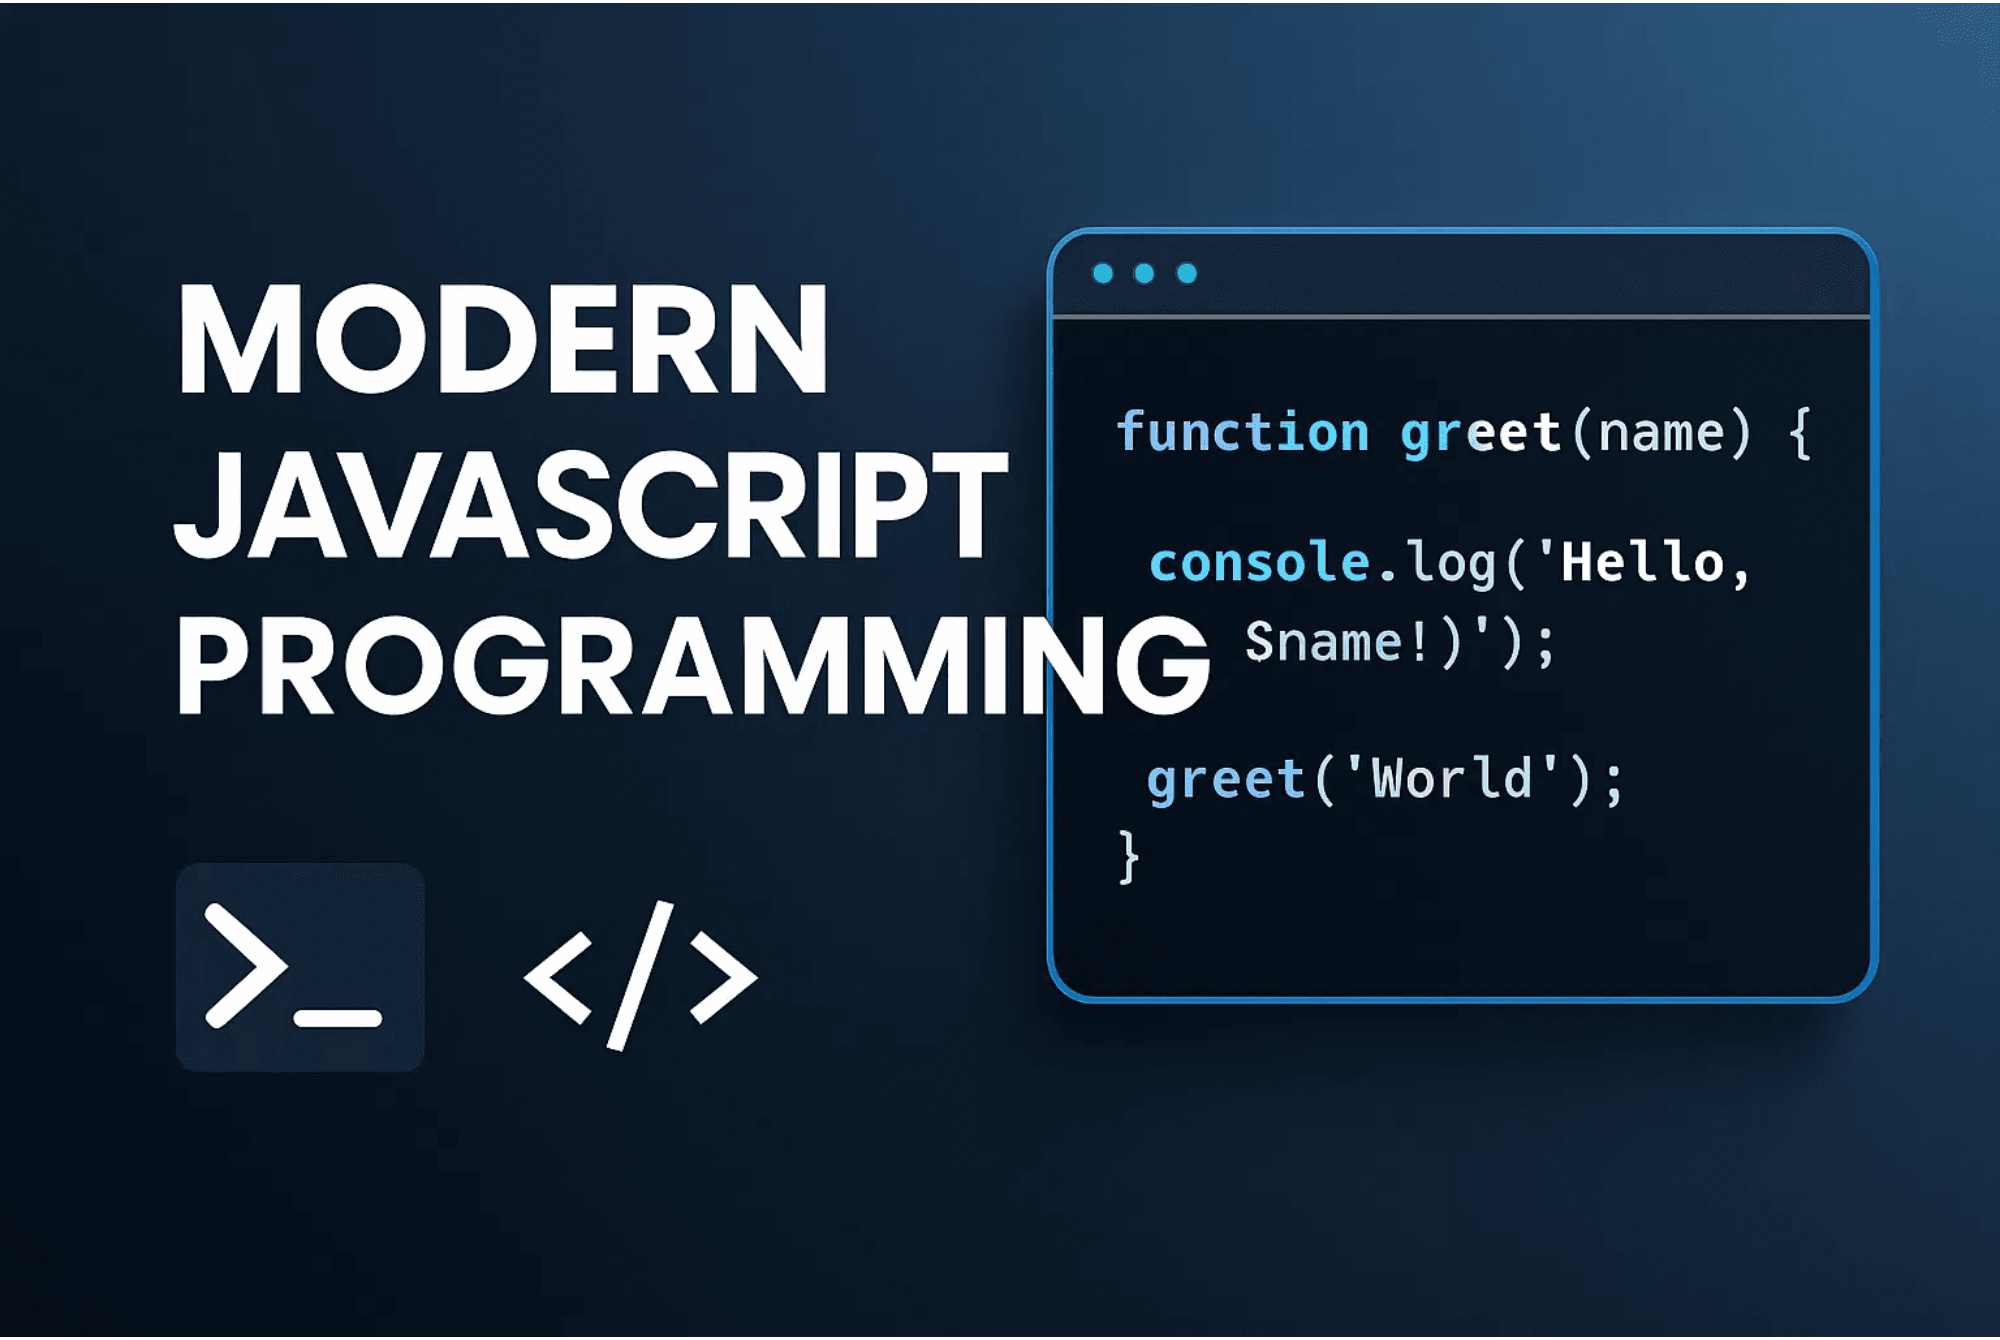 MODERN
JAVASCRIPT
PROGRAMMING
>_
</>
function greet(name) {
console.log('Hello,
$name!)');
greet('World');
}